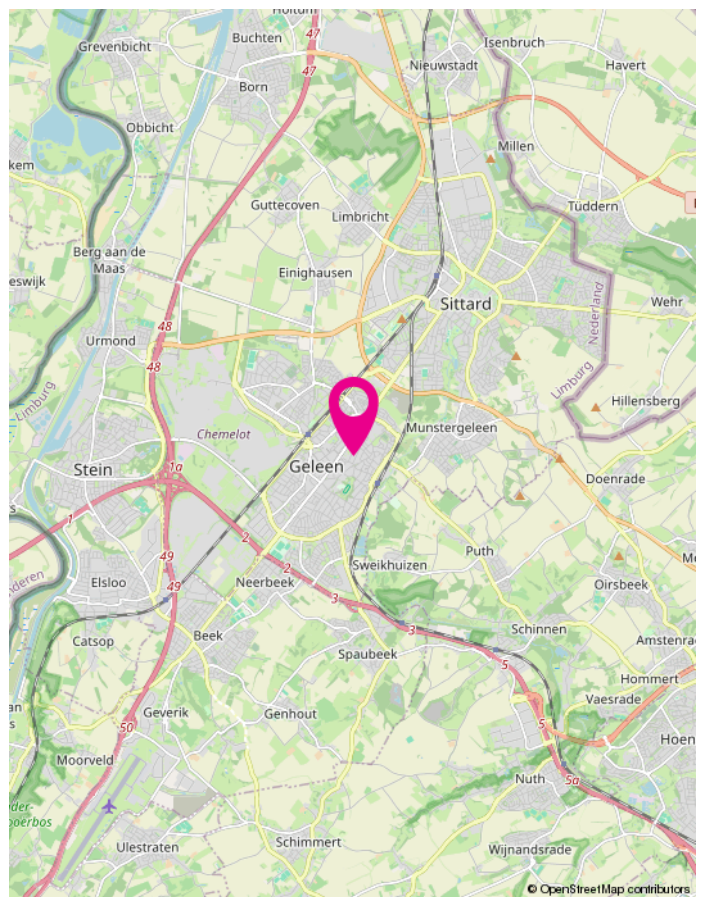 Holtum
47
Grevenbicht
Buchten
Isenbruch
47
Nieuwstadt
Havert
Born
Obbicht
Millen
kem
Guttecoven
Limbricht
Tüddern
Berg aan de
Maas
Einighausen
eswijk
Sittard
Wehr
Nederland
48
Urmond
48
Limburg
Limburg
Hillensberg
Chemelot
Munstergeleen
Stein
1a
Geleen
Doenrade
1
2
49
Puth
2
Sweikhuizen
Elsloo
49
Neerbeek
Oirsbeek
3
Catsop
Beek
3
Schinnen
Spaubeek
5
Hommert
Vaesrade
Geverik
Genhout
50
5
Hoen
Moorveld
Nuth
5a
Ulestraten
Schimmert
Wijnandsrade
© OpenStreetMap contributors